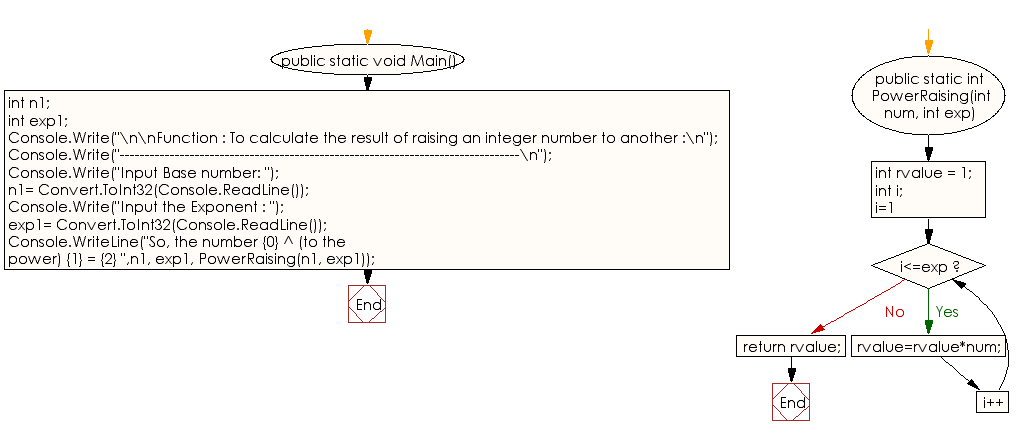 public static void Main()
int n1;
int exp1;
Console.Write("\n\nFunction : To calculate the result of raising an integer number to another :\n");
Console.Write("--------------------------------------------------------------------------------\n");
Console.Write("Input Base number: ");
n1= Convert.ToInt32(Console.ReadLine());
Console.Write("Input the Exponent : ");
exp1= Convert.ToInt32(Console.ReadLine());
Console.WriteLine("So, the number {0} ^ (to the
power) {1} = {2} ",n1, exp1, PowerRaising(n1, exp1));
End
public static int
PowerRaising(int
num, int exp)
int rvalue = 1;
int i;
i=1
i<=exp ?
No
Yes
return rvalue;
rvalue=rvalue*num;
End
i++